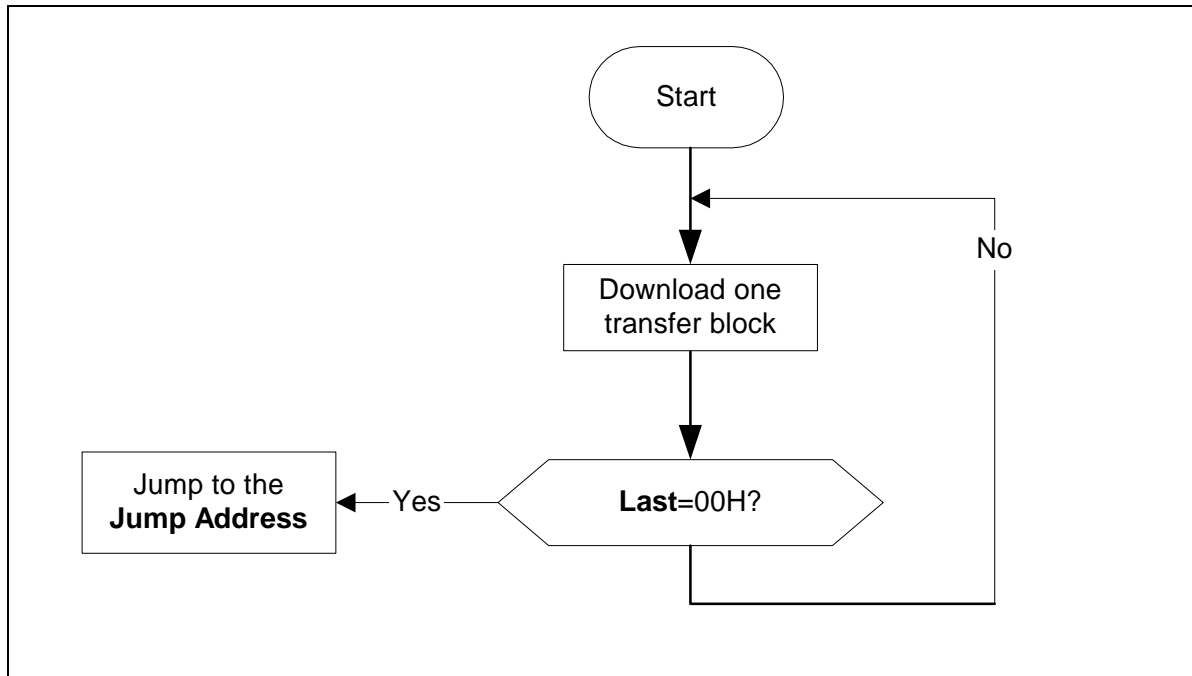 Start
No
Download one
transfer block
Last=00H?
Yes
Jump to the
Jump Address